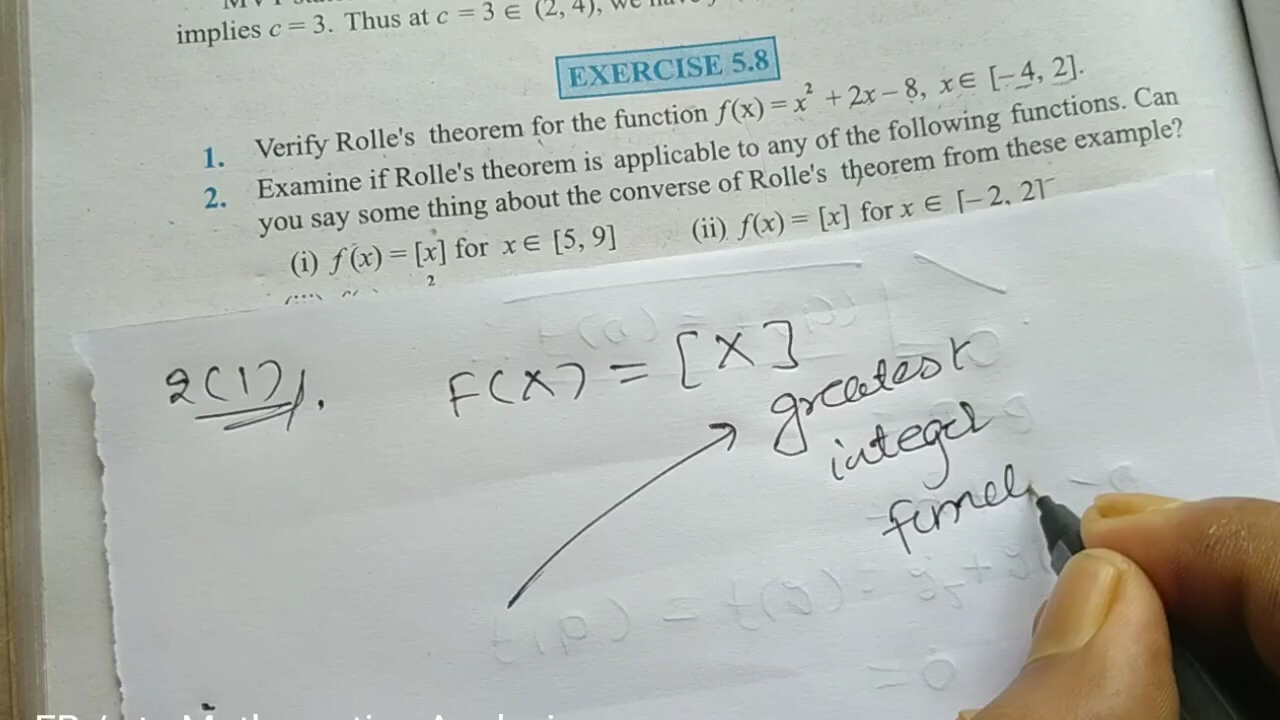 implies c = 3. Thus at c = 3 ∈ (2, 4), we have
EXERCISE 5.8
1. Verify Rolle's theorem for the function f(x) = x² + 2x – 8, x ∈ [– 4, 2].
2. Examine if Rolle's theorem is applicable to any of the following functions. Can
you say some thing about the converse of Rolle's theorem from these example?
(i) f (x) = [x] for x ∈ [5, 9] (ii) f (x) = [x] for x ∈ [– 2, 2]
2
2(1). F(X) = [X]
greatest
integer